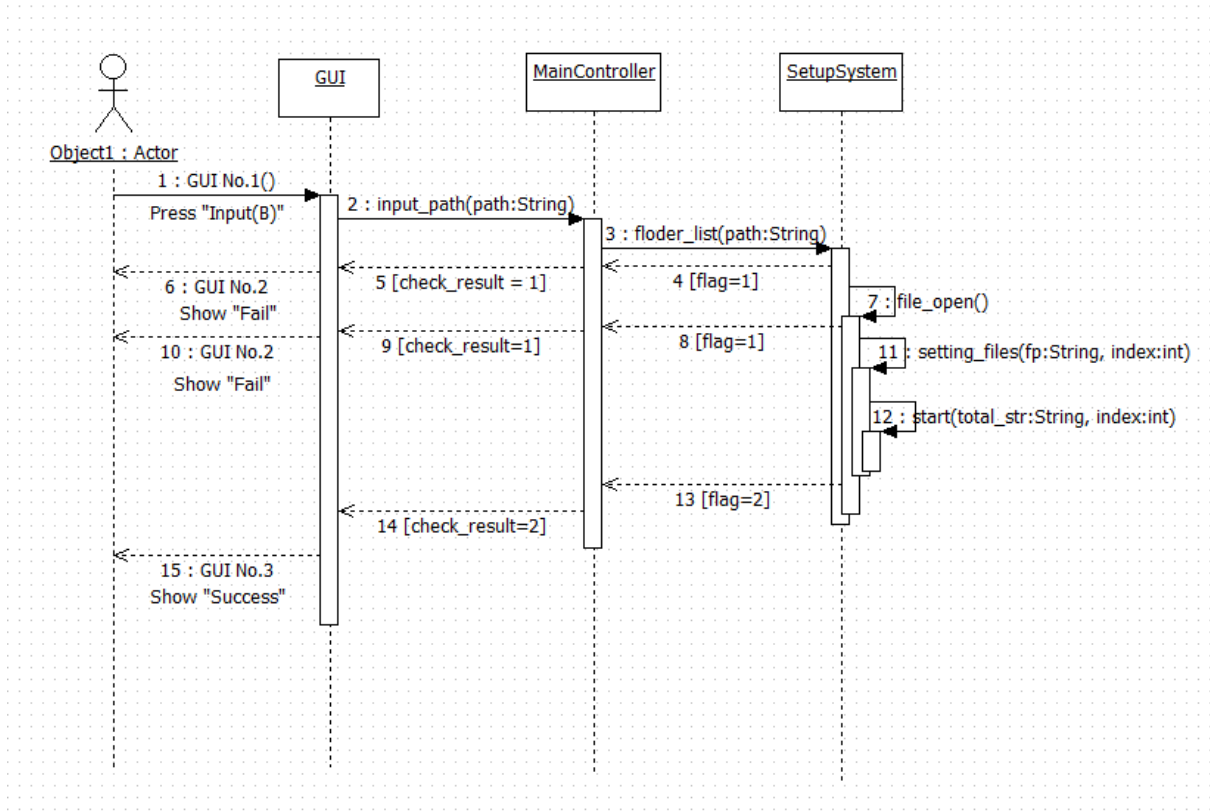 GUI
MainController
SetupSystem
Object1 : Actor
1 : GUI No.1()
Press "Input(B)"
2 : input_path(path:String)
3 : floder_list(path:String)
4 [flag=1]
5 [check_result = 1]
6 : GUI No.2
Show "Fail"
7 : file_open()
8 [flag=1]
9 [check_result=1]
10 : GUI No.2
Show "Fail"
11 : setting_files(fp:String, index:int)
12 : start(total_str:String, index:int)
13 [flag=2]
14 [check_result=2]
15 : GUI No.3
Show "Success"